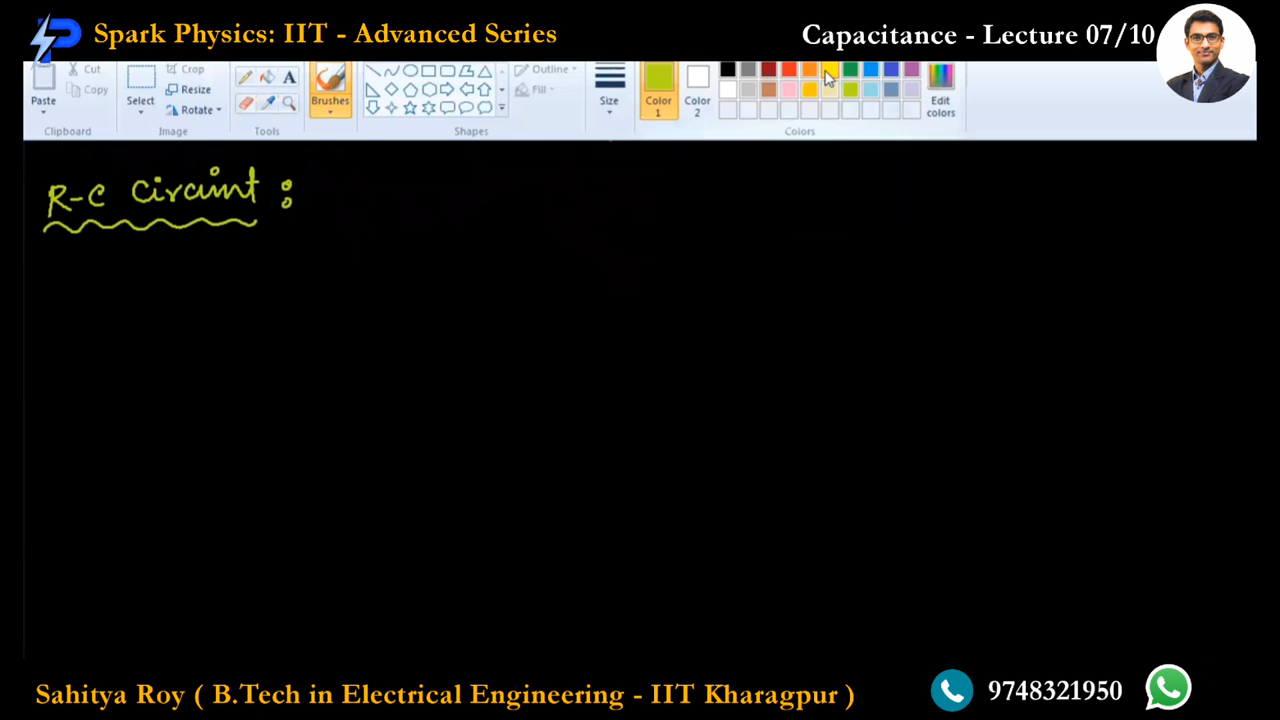 Spark Physics: IIT - Advanced Series
Capacitance - Lecture 07/10
Cut
Copy
Paste
Clipboard
Select
Crop
Resize
Rotate
Image
A
Tools
Brushes
Shapes
Outline
Fill
Size
Color 1
Color 2
Edit colors
Colors
R-C Circuit :
Sahitya Roy ( B.Tech in Electrical Engineering - IIT Kharagpur )
9748321950